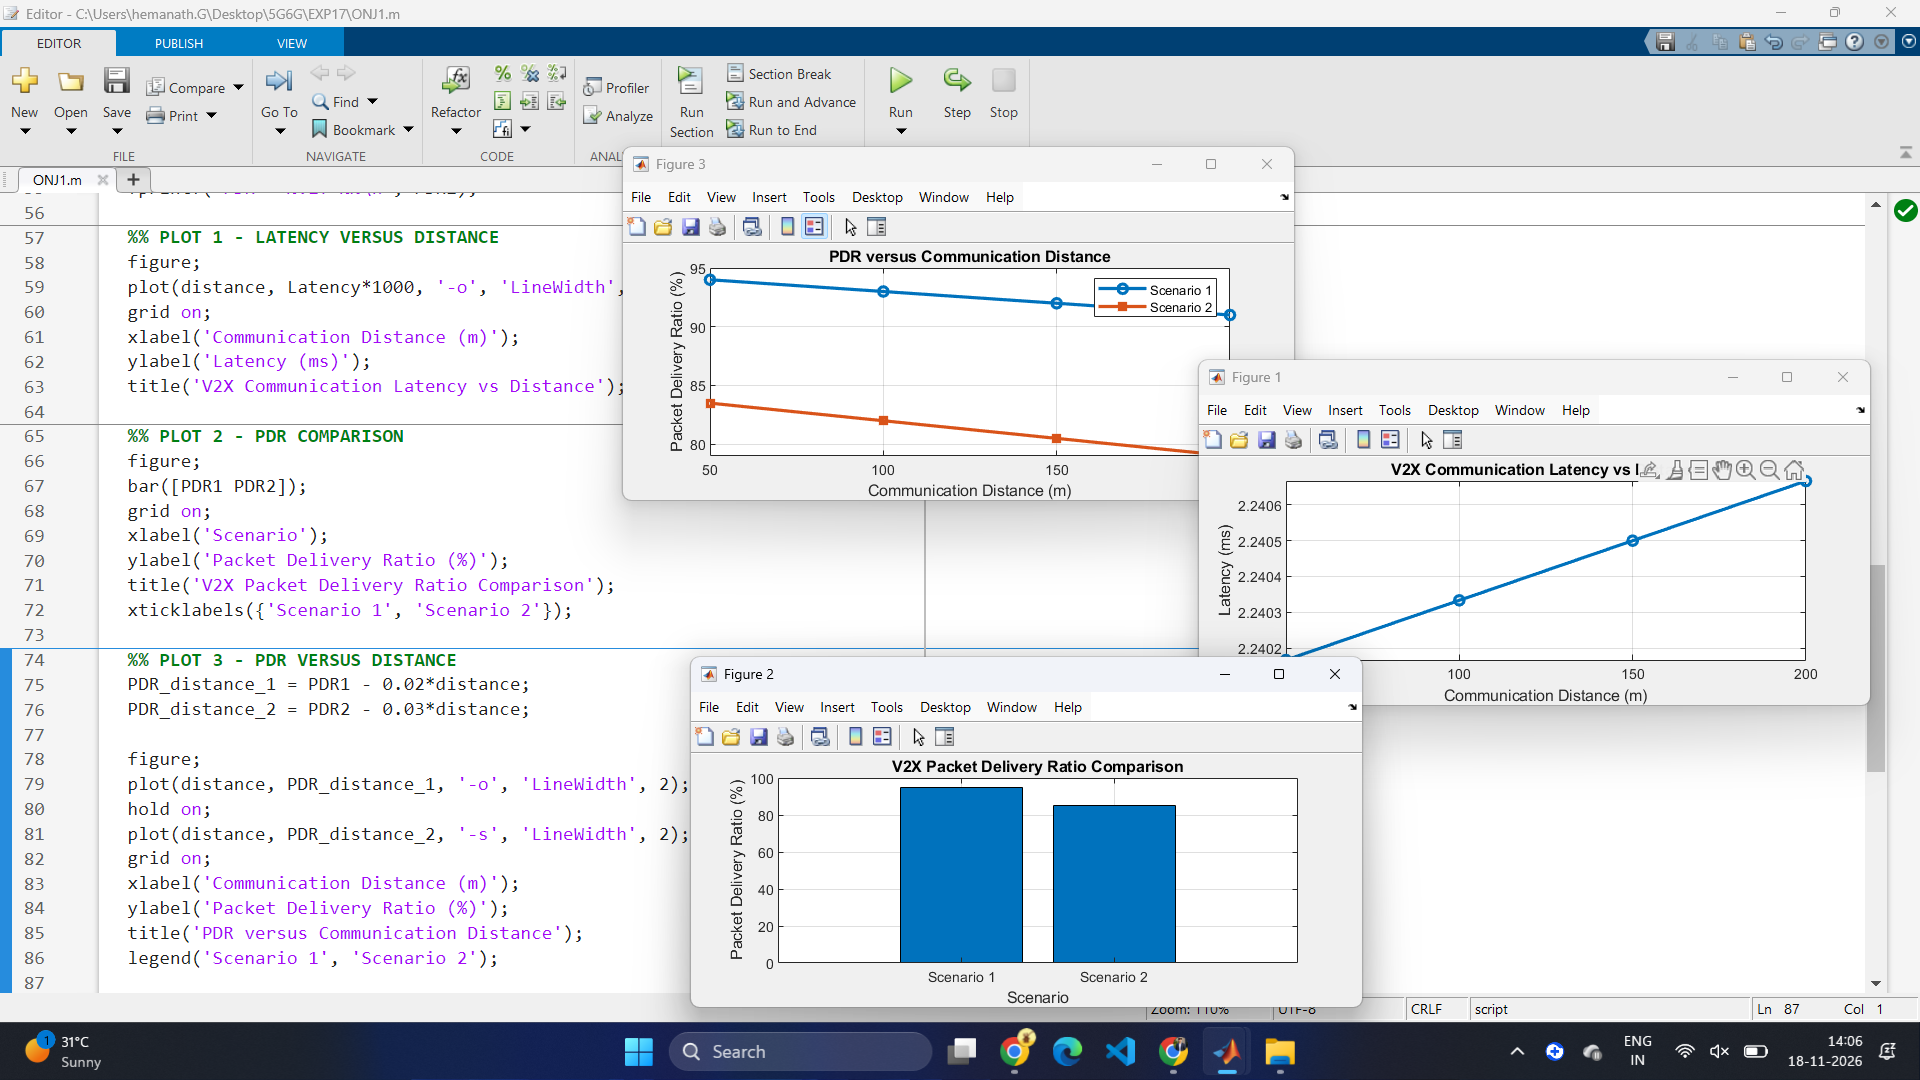 Editor - C:\Users\hemanath.G\Desktop\5G6G\EXP17\ONJ1.m
EDITOR
PUBLISH
VIEW
New
Open
Save
Compare
Print
Go To
Find
Bookmark
Refactor
Profiler
Analyze
Run Section
Section Break
Run and Advance
Run to End
Run
Step
Stop
FILE
NAVIGATE
CODE
ONJ1.m
56
57 %% PLOT 1 - LATENCY VERSUS DISTANCE
58 figure;
59 plot(distance, Latency*1000, '-o', 'LineWidth',
60 grid on;
61 xlabel('Communication Distance (m)');
62 ylabel('Latency (ms)');
63 title('V2X Communication Latency vs Distance');
64
65 %% PLOT 2 - PDR COMPARISON
66 figure;
67 bar([PDR1 PDR2]);
68 grid on;
69 xlabel('Scenario');
70 ylabel('Packet Delivery Ratio (%)');
71 title('V2X Packet Delivery Ratio Comparison');
72 xticklabels({'Scenario 1', 'Scenario 2'});
73
74 %% PLOT 3 - PDR VERSUS DISTANCE
75 PDR_distance_1 = PDR1 - 0.02*distance;
76 PDR_distance_2 = PDR2 - 0.03*distance;
77
78 figure;
79 plot(distance, PDR_distance_1, '-o', 'LineWidth', 2);
80 hold on;
81 plot(distance, PDR_distance_2, '-s', 'LineWidth', 2);
82 grid on;
83 xlabel('Communication Distance (m)');
84 ylabel('Packet Delivery Ratio (%)');
85 title('PDR versus Communication Distance');
86 legend('Scenario 1', 'Scenario 2');
87
Figure 3
File Edit View Insert Tools Desktop Window Help
PDR versus Communication Distance
Packet Delivery Ratio (%)
95
90
85
80
50 100 150
Communication Distance (m)
Scenario 1
Scenario 2
Figure 1
File Edit View Insert Tools Desktop Window Help
V2X Communication Latency vs
Latency (ms)
2.2406
2.2405
2.2404
2.2403
2.2402
100 150 200
Communication Distance (m)
Figure 2
File Edit View Insert Tools Desktop Window Help
V2X Packet Delivery Ratio Comparison
Packet Delivery Ratio (%)
100
80
60
40
20
0
Scenario 1 Scenario 2
Scenario
Zoom: 110% UTF-8 CRLF script Ln 87 Col 1
1
31°C
Sunny
Search
ENG
IN
14:06
18-11-2026